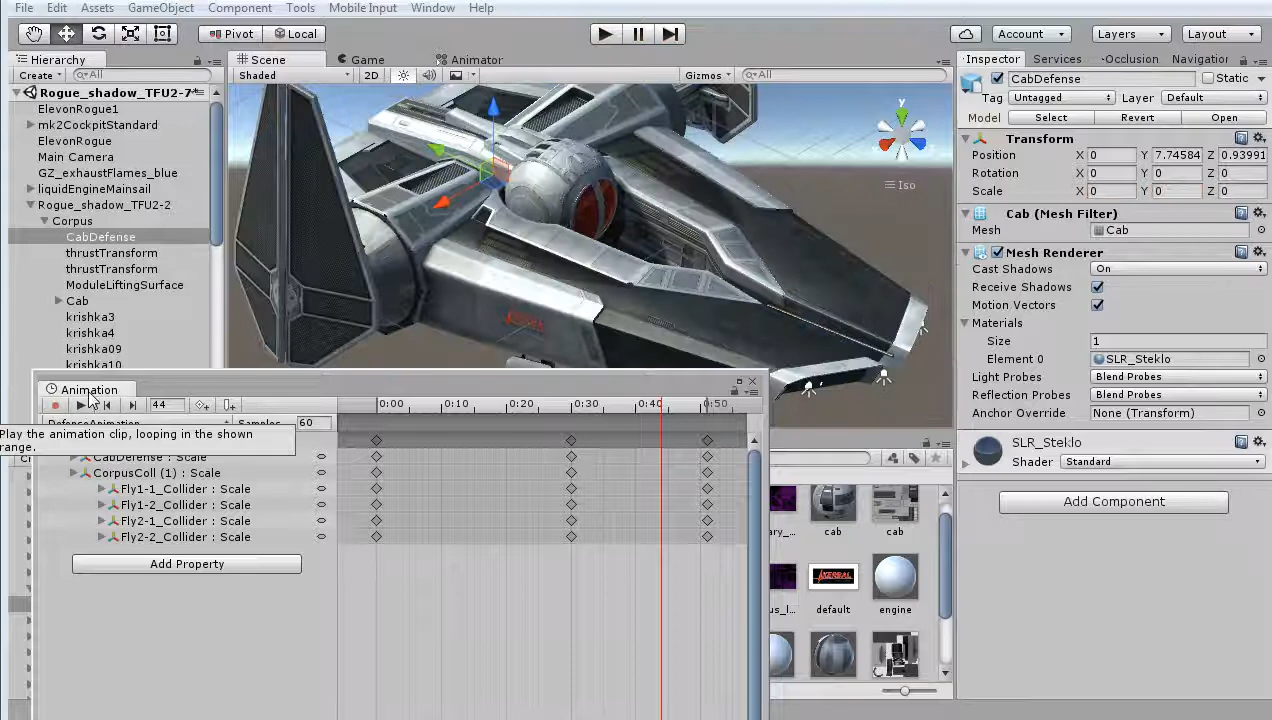 File Edit Assets GameObject Component Tools Mobile Input Window Help
Pivot Local Account Layers Layout
Hierarchy
Create All
Rogue_shadow_TFU2-7
ElevonRogue1
mk2CockpitStandard
ElevonRogue
Main Camera
GZ_exhaustFlames_blue
liquidEngineMainsail
Rogue_shadow_TFU2-2
Corpus
CabDefense
thrustTransform
thrustTransform
ModuleLiftingSurface
Cab
krishka3
krishka4
krishka09
krishka10
Scene Game Animator
Shaded 2D Gizmos All
y
Iso
Inspector Services Occlusion Navigation
CabDefense Static
Tag Untagged Layer Default
Model Select Revert Open
Transform
Position X 0 Y 7.74584 Z 0.93991
Rotation X 0 Y 0 Z 0
Scale X 0 Y 0 Z 0
Cab (Mesh Filter)
Mesh Cab
Mesh Renderer
Cast Shadows On
Receive Shadows
Motion Vectors
Materials
Size 1
Element 0 SLR_Steklo
Light Probes Blend Probes
Reflection Probes Blend Probes
Anchor Override None (Transform)
SLR_Steklo
Shader Standard
Add Component
Animation
44
0:00 0:10 0:20 0:30 0:40 0:50
DefenseAnimation Samples 60
Play the animation clip, looping in the shown
range.
CabDefense : Scale
CorpusColl (1) : Scale
Fly1-1_Collider : Scale
Fly1-2_Collider : Scale
Fly2-1_Collider : Scale
Fly2-2_Collider : Scale
Add Property
cab cab
KERBAL
default engine